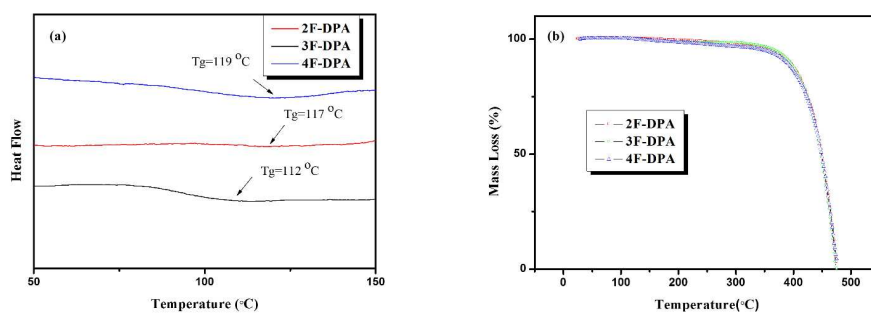 (a)
2F-DPA
3F-DPA
4F-DPA
Tg=119 °C
Tg=117 °C
Tg=112 °C
Heat Flow
50 100 150
Temperature (°C)
(b)
2F-DPA
3F-DPA
4F-DPA
Mass Loss (%)
100
50
0
0 100 200 300 400 500
Temperature(°C)